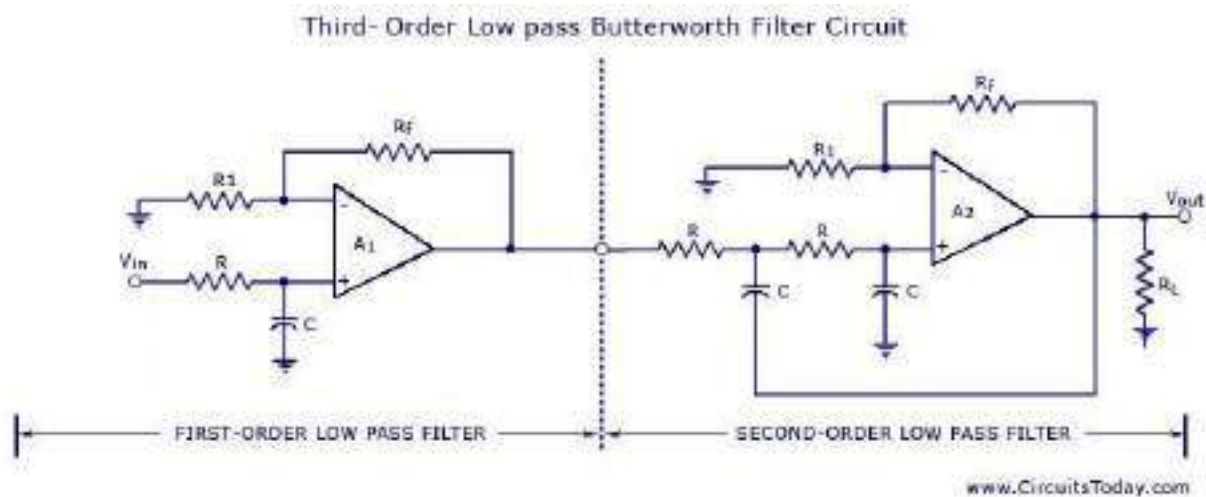 Third- Order Low pass Butterworth Filter Circuit
RF
RF
R1
R1
Vin
R
A1
-
+
C
R
R
A2
-
+
C
C
Vout
RL
FIRST-ORDER LOW PASS FILTER
SECOND-ORDER LOW PASS FILTER
www.CircuitsToday.com